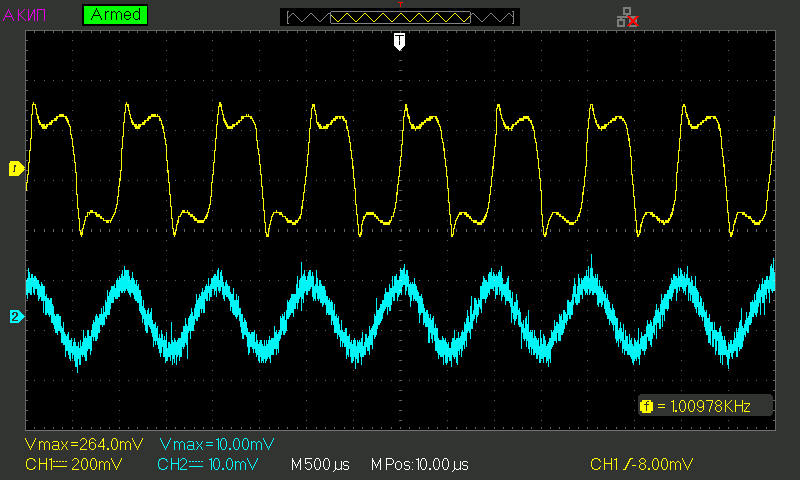 АКИП Armed
T
1
2
f = 1.00978KHz
Vmax=264.0mV Vmax=10.00mV
CH1 200mV CH2 10.0mV M 500µs M Pos:10.00µs CH1 -8.00mV